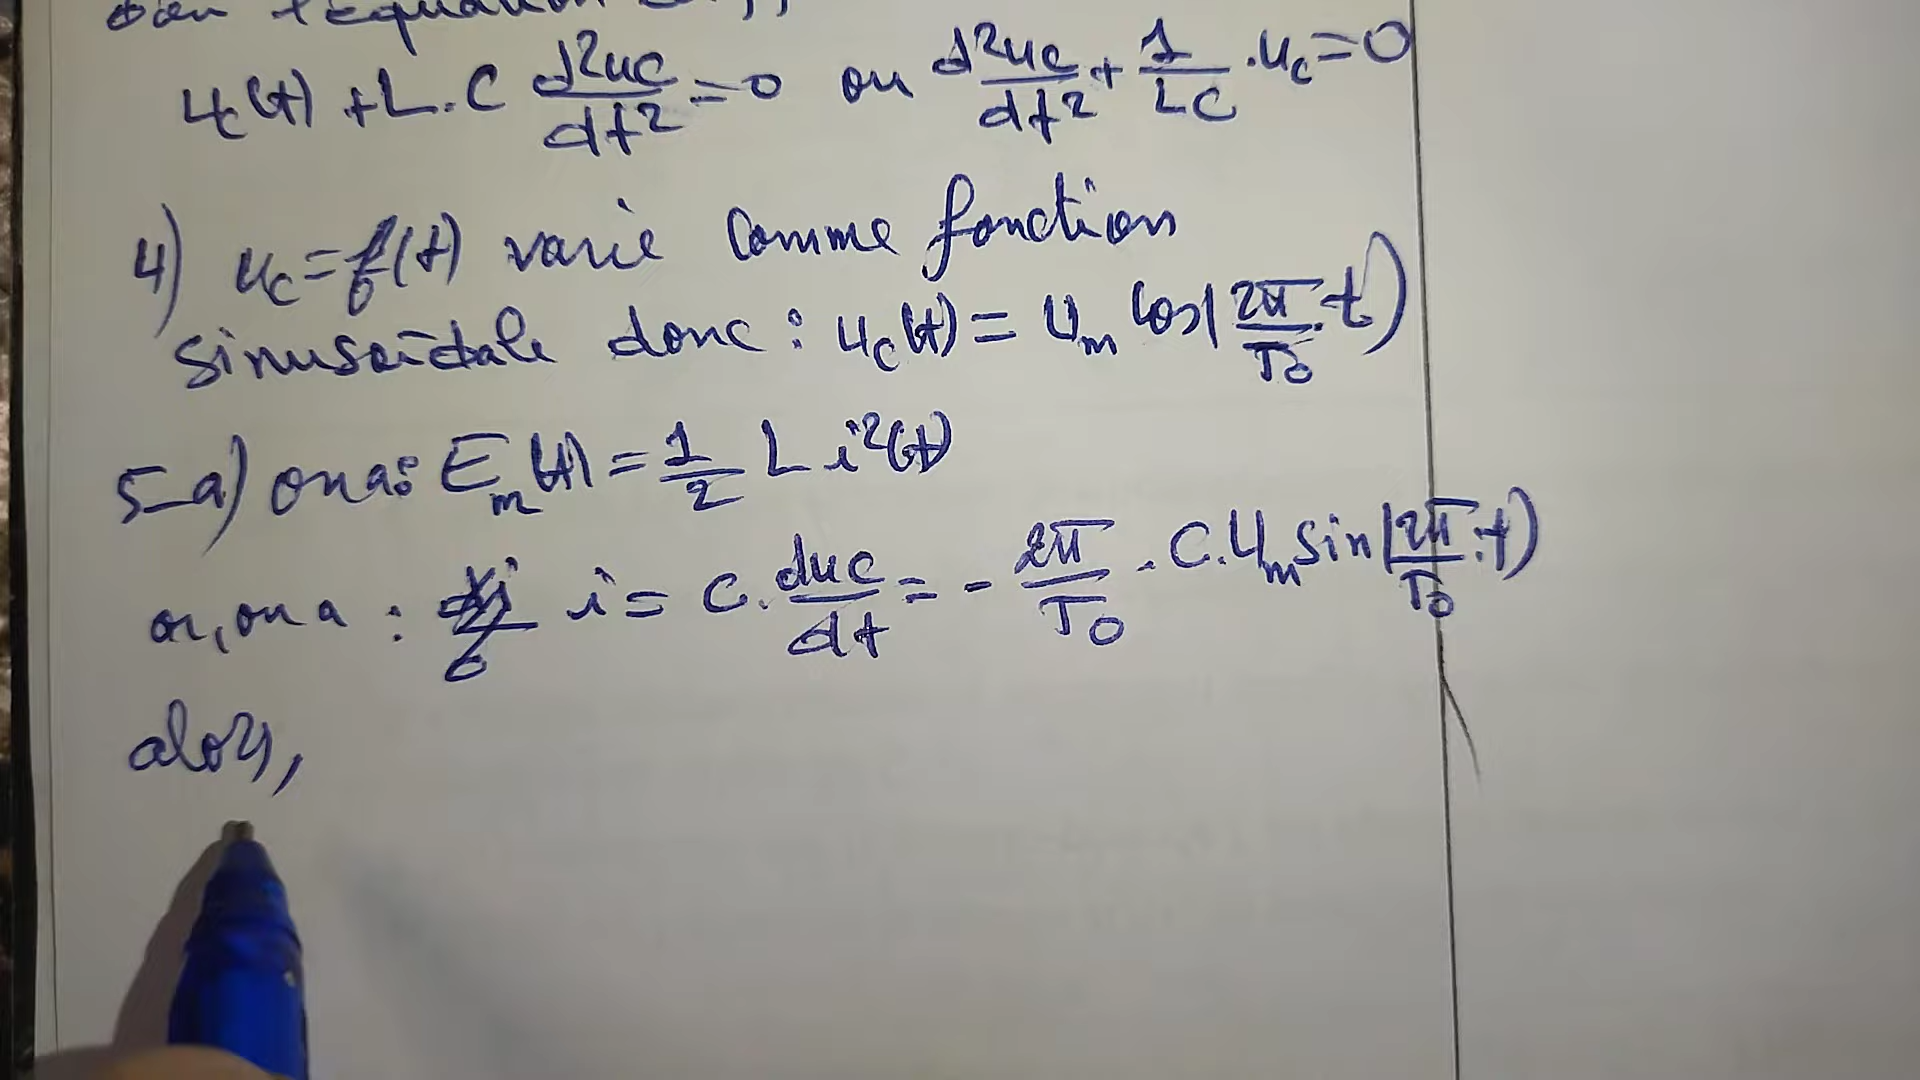 l'equation
uc(t) + L.C d²uc/dt² = 0 ou d²uc/dt² + 1/LC . uc = 0
4) uc = f(t) varie comme fonction
sinusoïdale donc : uc(t) = Um cos(2π/T0 . t)
5-a) on a : Em(t) = 1/2 L i²(t)
or, on a : i = C. duc/dt = - 2π/T0 . C. Um sin(2π/T0 . t)
alors,